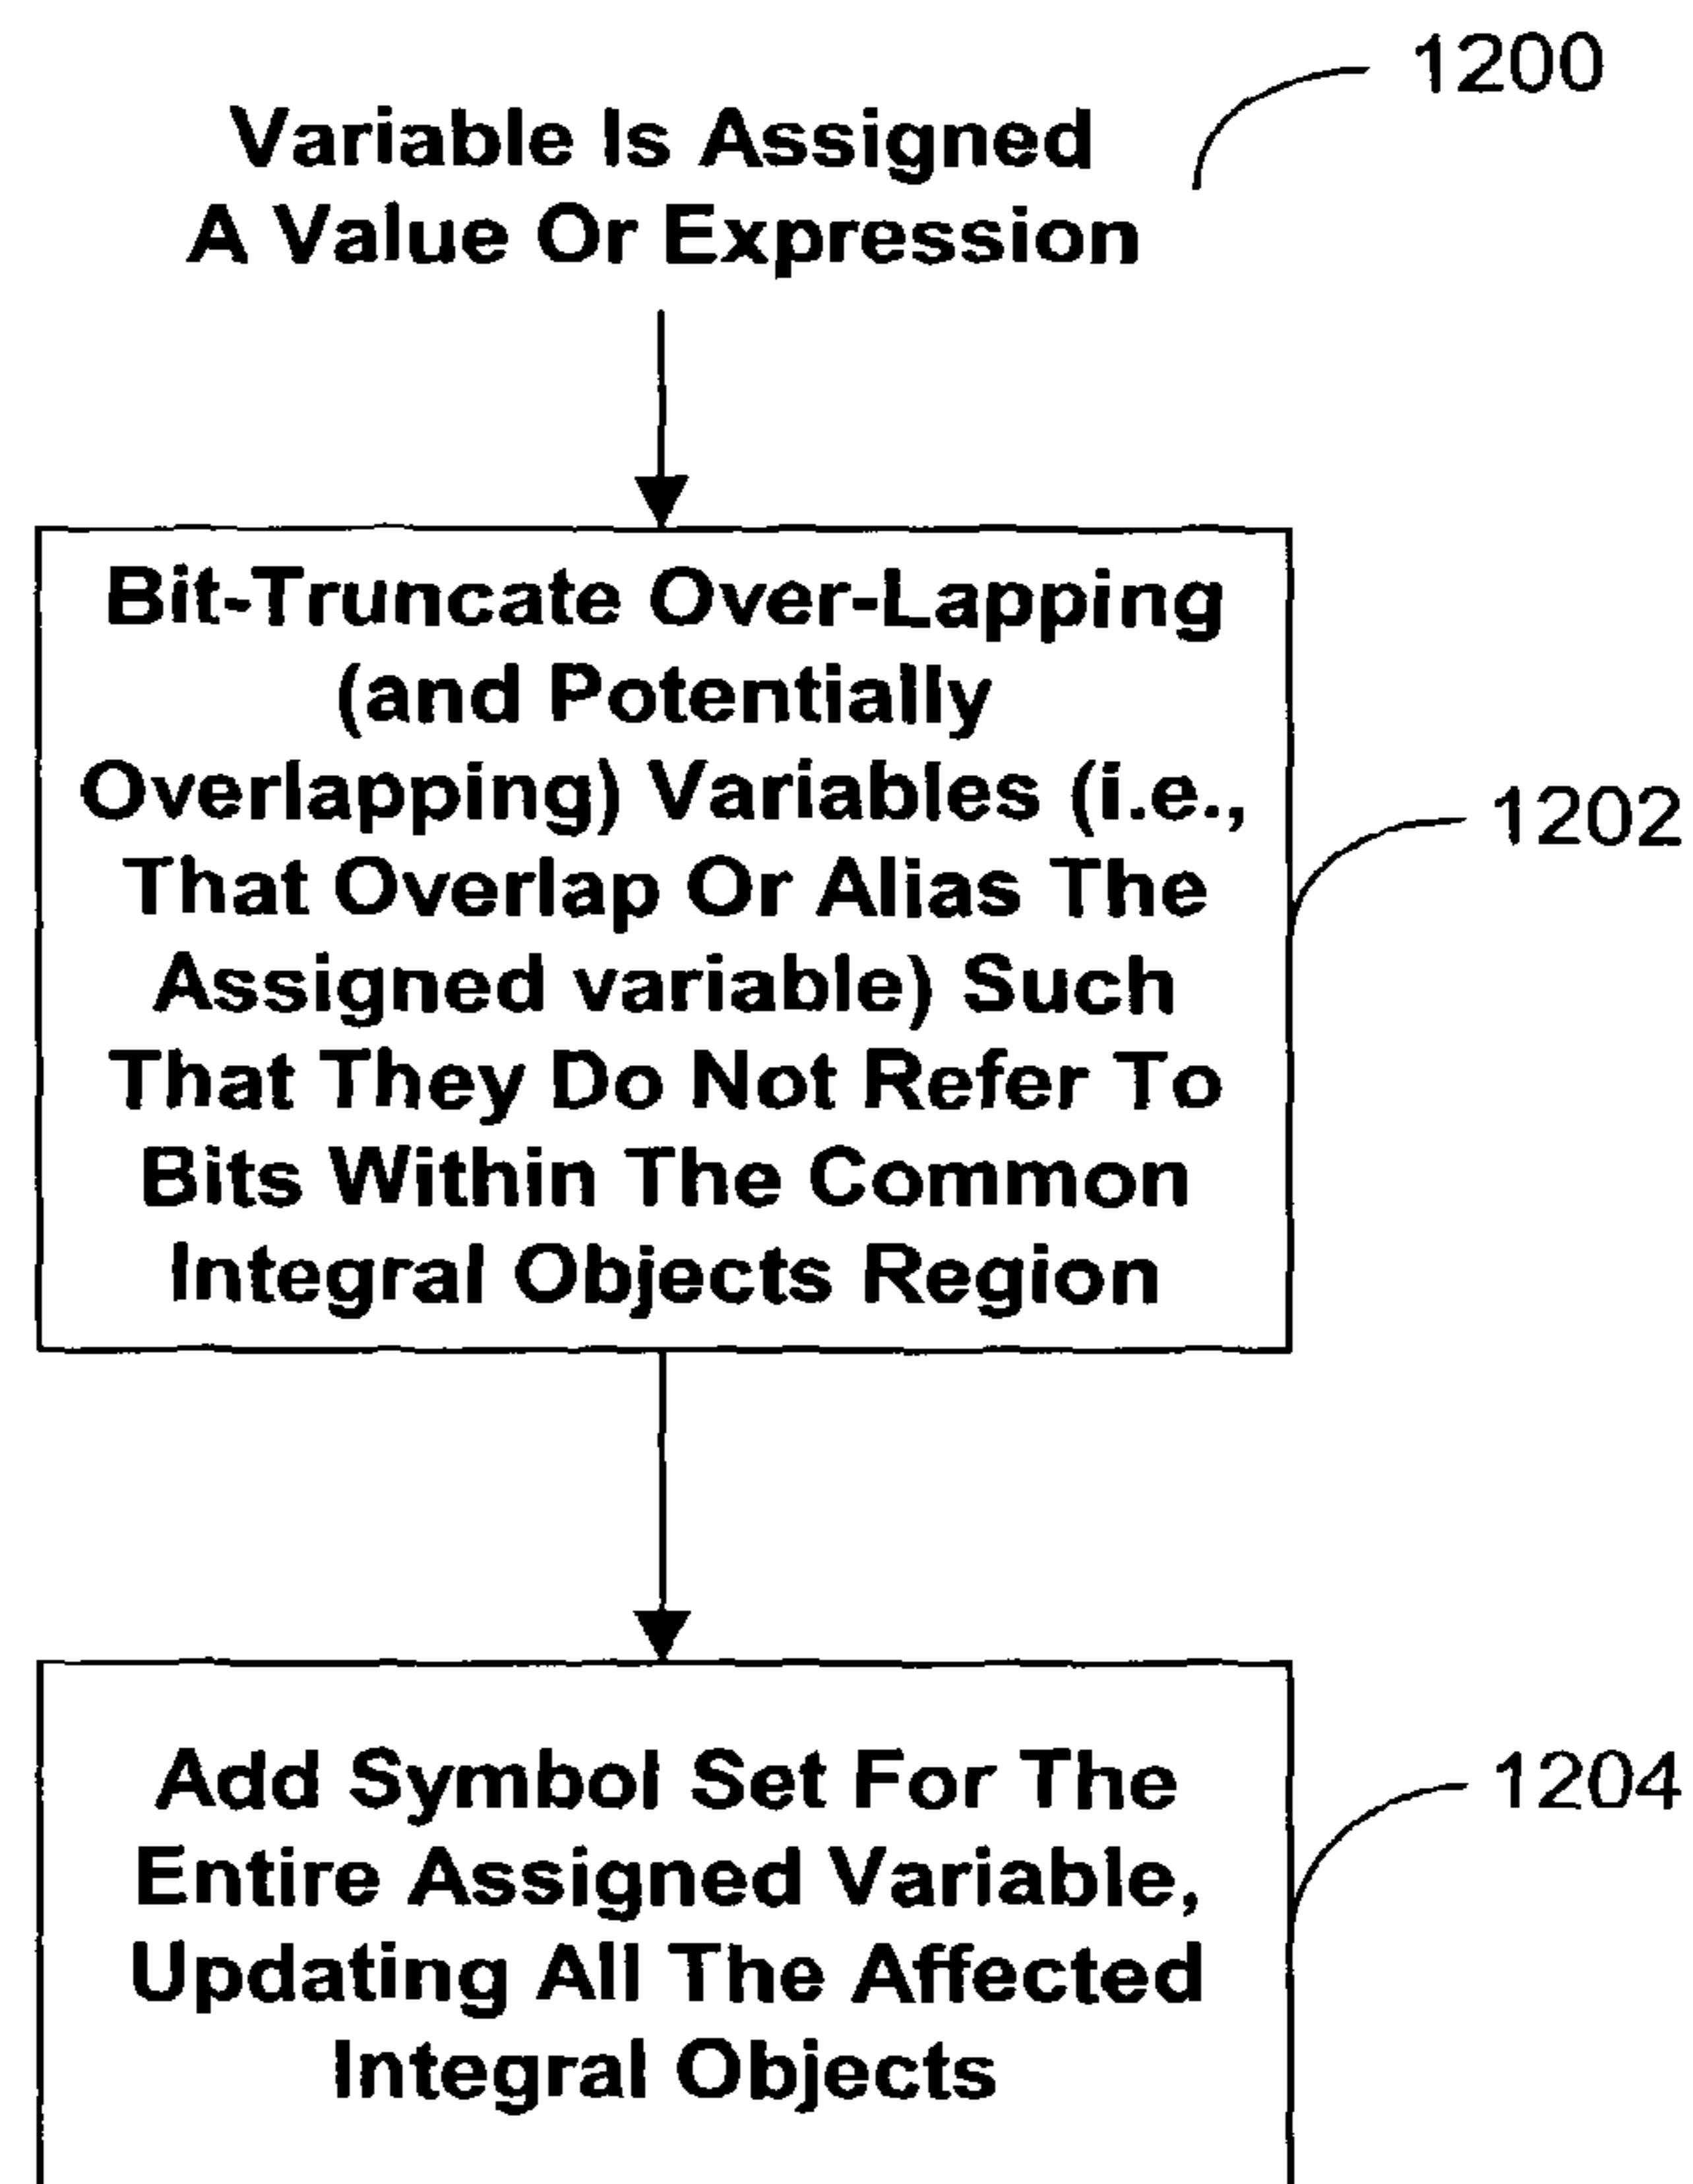 1200
Variable Is Assigned
A Value Or Expression
Bit-Truncate Over-Lapping
(and Potentially
Overlapping) Variables (i.e.,
That Overlap Or Alias The
Assigned variable) Such
That They Do Not Refer To
Bits Within The Common
Integral Objects Region
1202
Add Symbol Set For The
Entire Assigned Variable,
Updating All The Affected
Integral Objects
1204